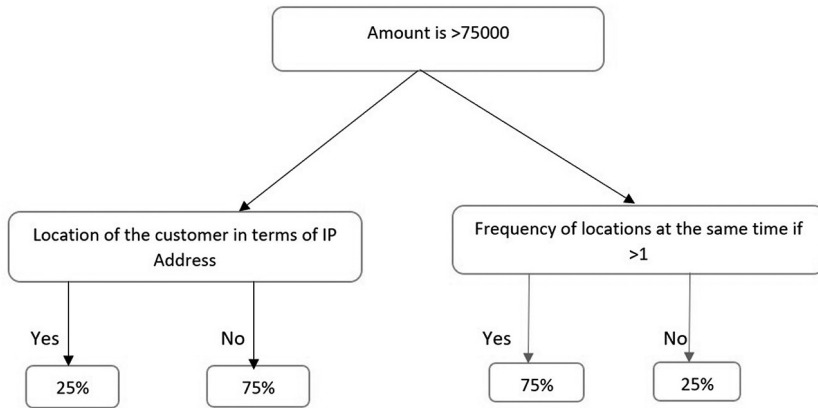 Amount is >75000
Location of the customer in terms of IP
Address
Frequency of locations at the same time if
>1
Yes
No
Yes
No
25%
75%
75%
25%